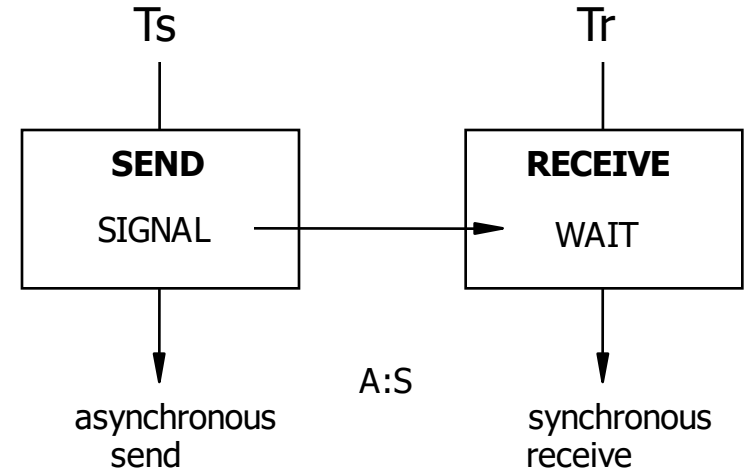 Ts
Tr
SEND
RECEIVE
SIGNAL
WAIT
A:S
asynchronous
send
synchronous
receive